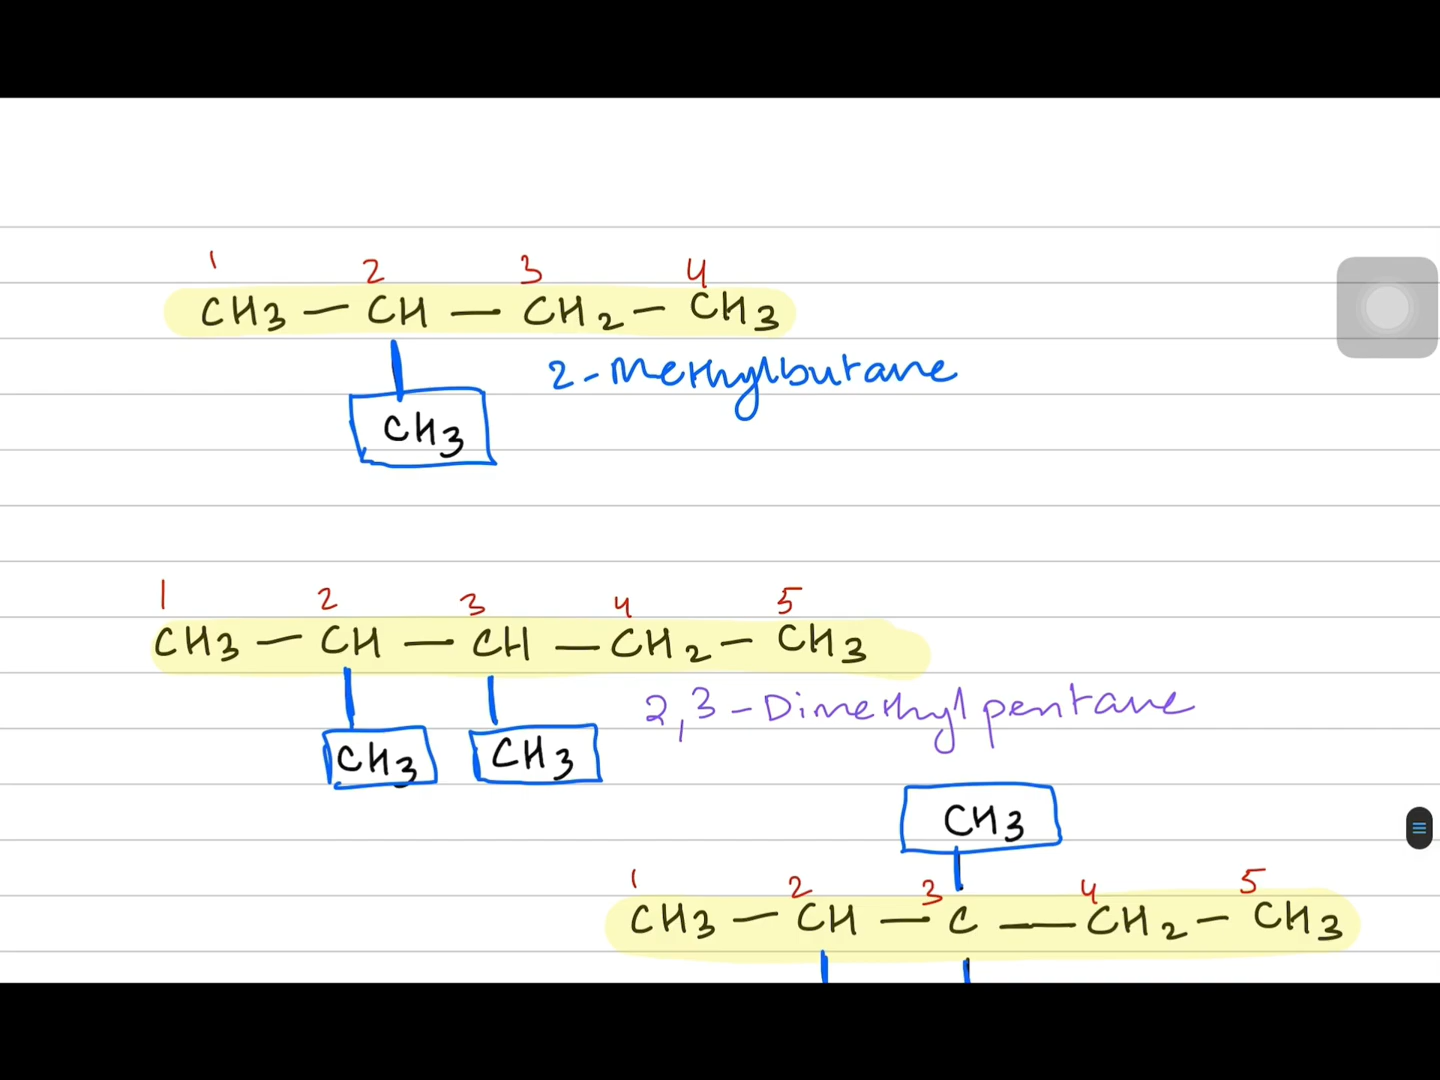 1 2 3 4
CH3 — CH — CH2 — CH3
2-Methylbutane
CH3
1 2 3 4 5
CH3 — CH — CH — CH2 — CH3
2,3-Dimethylpentane
CH3 CH3
CH3
1 2 3 4 5
CH3 — CH — C — CH2 — CH3